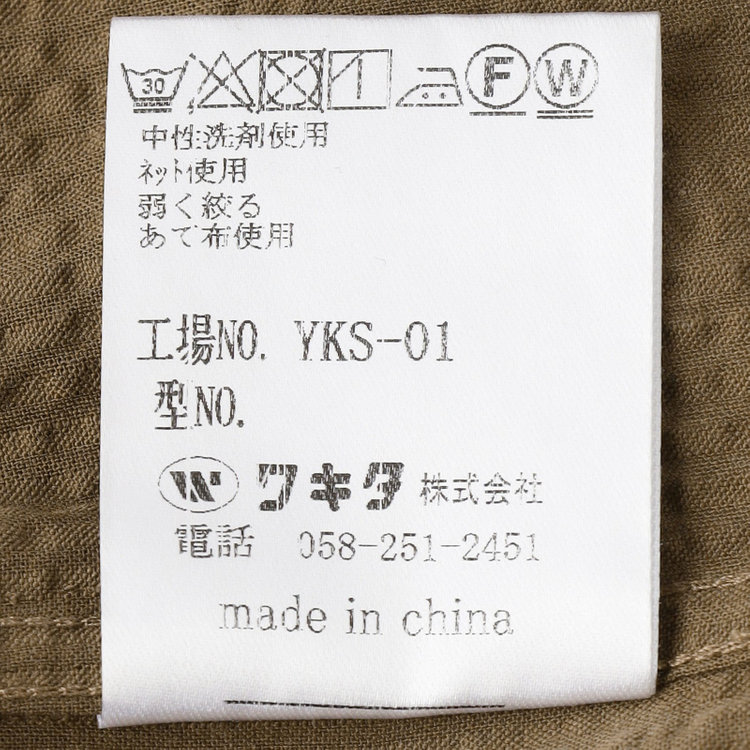 30 F W
中性洗剤使用
ネット使用
弱く絞る
あて布使用
工場NO. YKS-01
型NO.
W ワキタ 株式会社
電話 058-251-2451
made in china